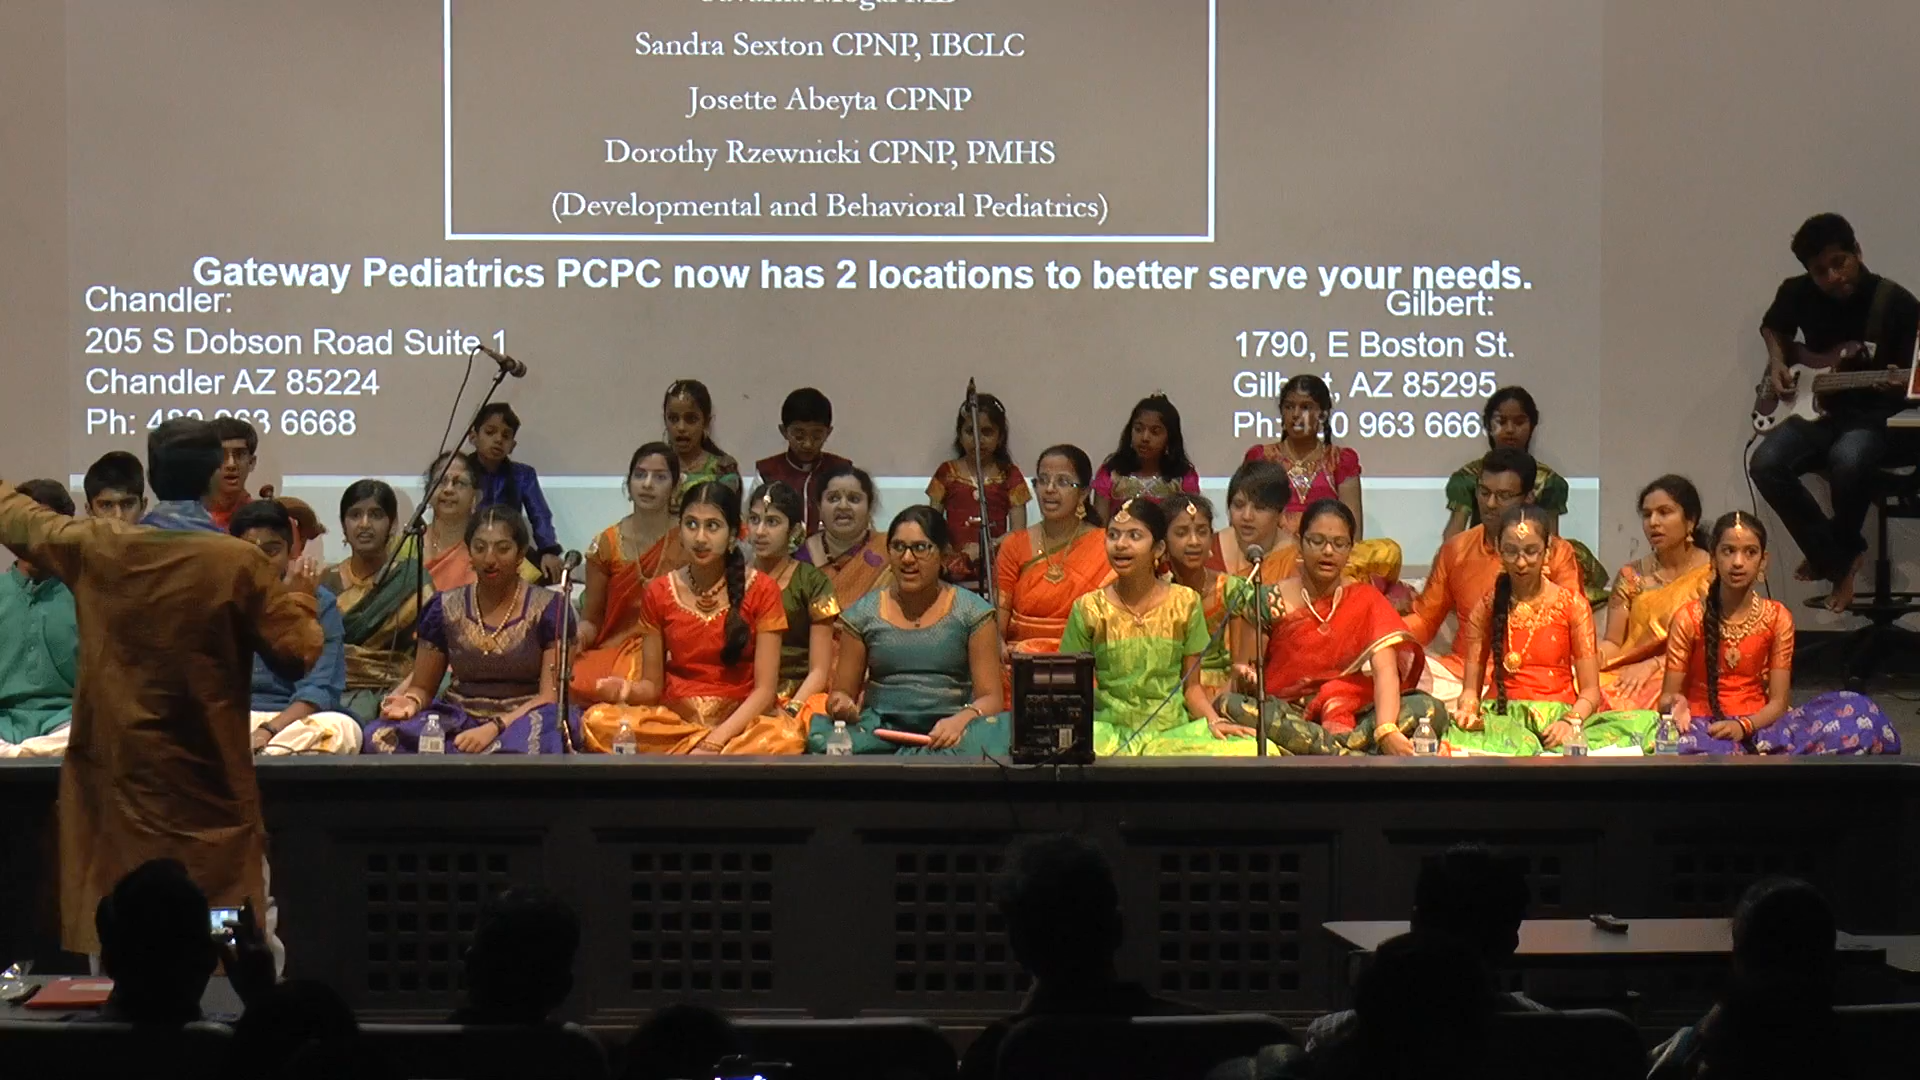 Sandra Sexton CPNP, IBCLC
Josette Abeyta CPNP
Dorothy Rzewnicki CPNP, PMHS
(Developmental and Behavioral Pediatrics)
Gateway Pediatrics PCPC now has 2 locations to better serve your needs.
Chandler:
205 S Dobson Road Suite 1
Chandler AZ 85224
Ph: 6668
Gilbert:
1790, E Boston St.
AZ 85295
Ph: 963